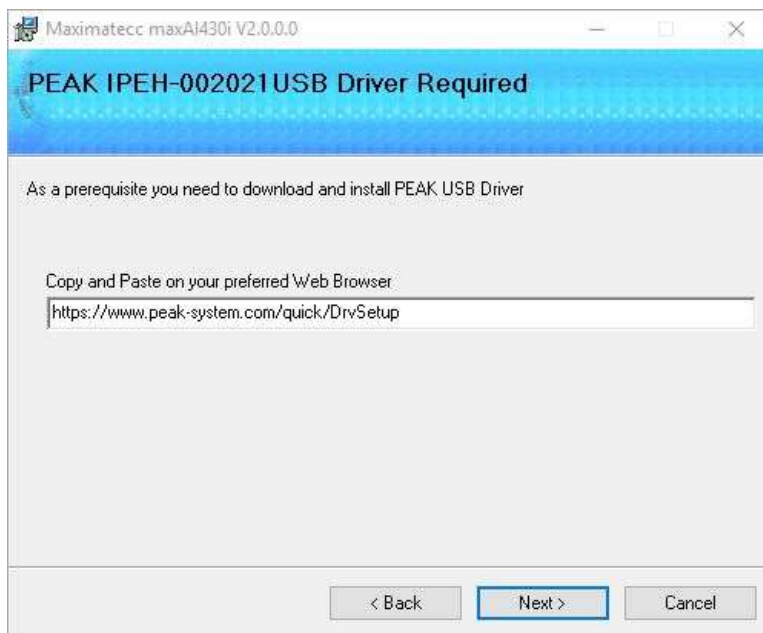 Maximatecc maxAI430i V2.0.0.0
PEAK IPEH-002021USB Driver Required
As a prerequisite you need to download and install PEAK USB Driver
Copy and Paste on your preferred Web Browser
https://www.peak-system.com/quick/DrvSetup
< Back Next > Cancel